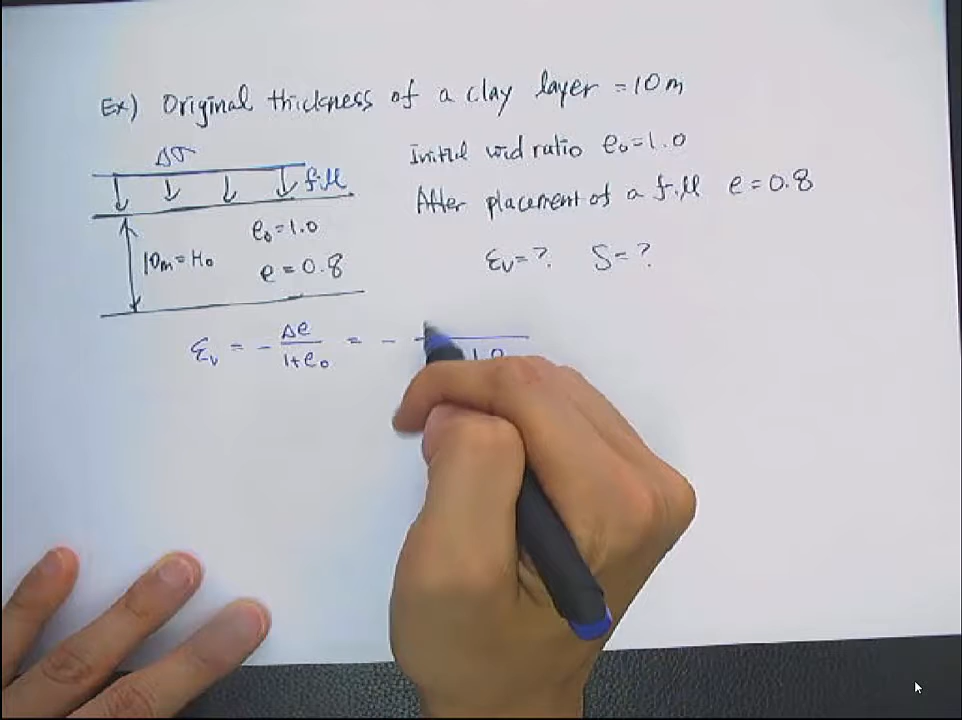 Ex) Original thickness of a clay layer = 10m
Initial void ratio e₀=1.0
After placement of a fill e = 0.8
εᵥ=? S=?
Δσ
fill
10m=H₀
e₀=1.0
e = 0.8
εᵥ = - Δe / 1+e₀ = -